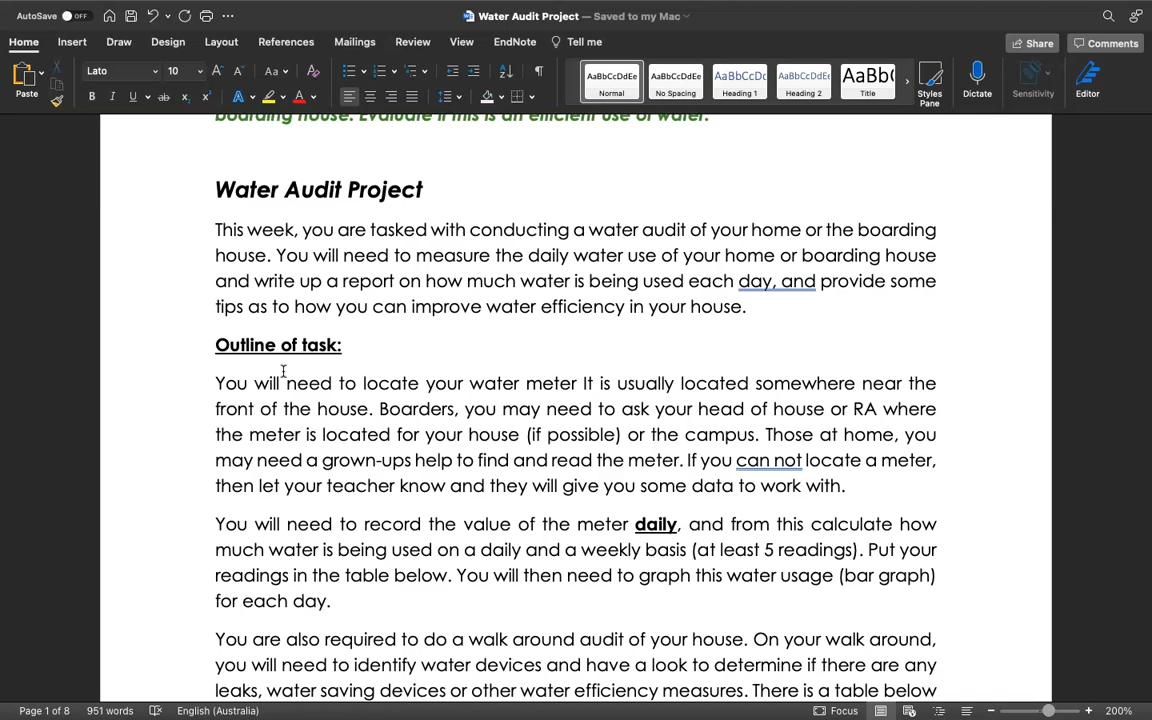 AutoSave OFF
Water Audit Project — Saved to my Mac
Home Insert Draw Design Layout References Mailings Review View EndNote Tell me Share Comments
Paste
Lato 10
AaBbCcDdEe AaBbCcDdEe AaBbCcDc AaBbCcDdEe AaBb(
Normal No Spacing Heading 1 Heading 2 Title
Styles Pane
Dictate
Sensitivity
Editor
boarding house. Evaluate if this is an efficient use of water.
Water Audit Project
This week, you are tasked with conducting a water audit of your home or the boarding
house. You will need to measure the daily water use of your home or boarding house
and write up a report on how much water is being used each day, and provide some
tips as to how you can improve water efficiency in your house.
Outline of task:
You will need to locate your water meter It is usually located somewhere near the
front of the house. Boarders, you may need to ask your head of house or RA where
the meter is located for your house (if possible) or the campus. Those at home, you
may need a grown-ups help to find and read the meter. If you can not locate a meter,
then let your teacher know and they will give you some data to work with.
You will need to record the value of the meter daily, and from this calculate how
much water is being used on a daily and a weekly basis (at least 5 readings). Put your
readings in the table below. You will then need to graph this water usage (bar graph)
for each day.
You are also required to do a walk around audit of your house. On your walk around,
you will need to identify water devices and have a look to determine if there are any
leaks, water saving devices or other water efficiency measures. There is a table below
Page 1 of 8 951 words English (Australia) Focus 200%